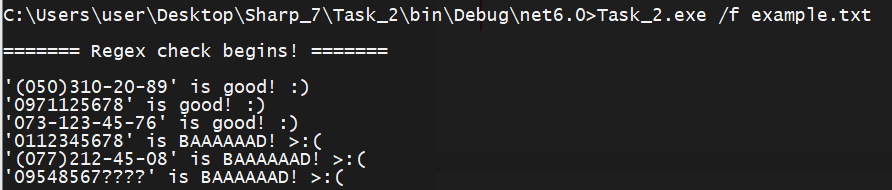 C:\Users\user\Desktop\Sharp_7\Task_2\bin\Debug\net6.0>Task_2.exe /f example.txt
======= Regex check begins! =======
'(050)310-20-89' is good! :)
'0971125678' is good! :)
'073-123-45-76' is good! :)
'0112345678' is BAAAAAAD! >:(
'(077)212-45-08' is BAAAAAAD! >:(
'09548567????' is BAAAAAAD! >:(